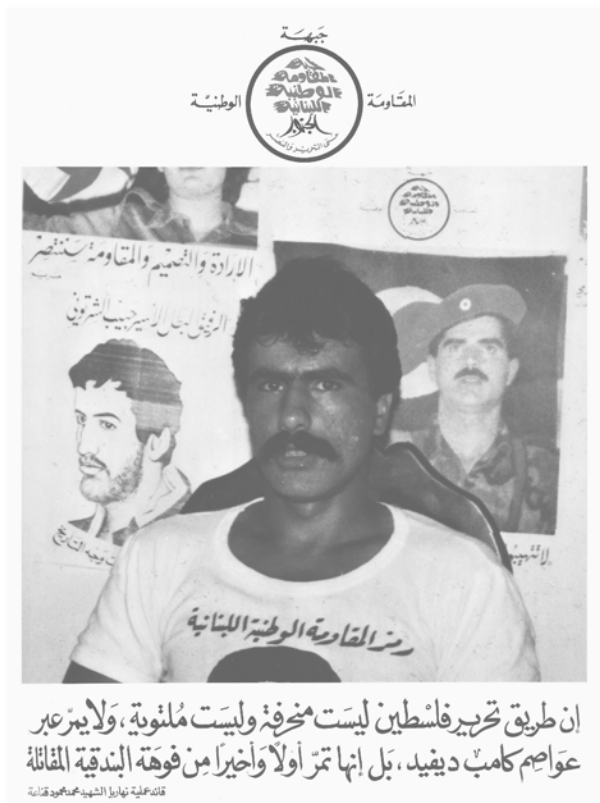 جبهة
المقاومة
الوطنية
جبهة
المقاومة
الوطنية
اللبنانية
الإرادة والتصميم والمقاومة ستنتصر
الرفيق البطل الأسير حبيب الشرتوني
وجه التاريخ
رمز المقاومة الوطنية اللبنانية
إن طريق تحرير فلسطين ليست منحرفة وليست ملتوية، ولا يمر عبر
عواصم كامب ديفيد، بل إنها تمرّ أولاً وأخيراً من فوهة البندقية المقاتلة
قائد عملية نهاريا الشهيد محمد محمود قناعة